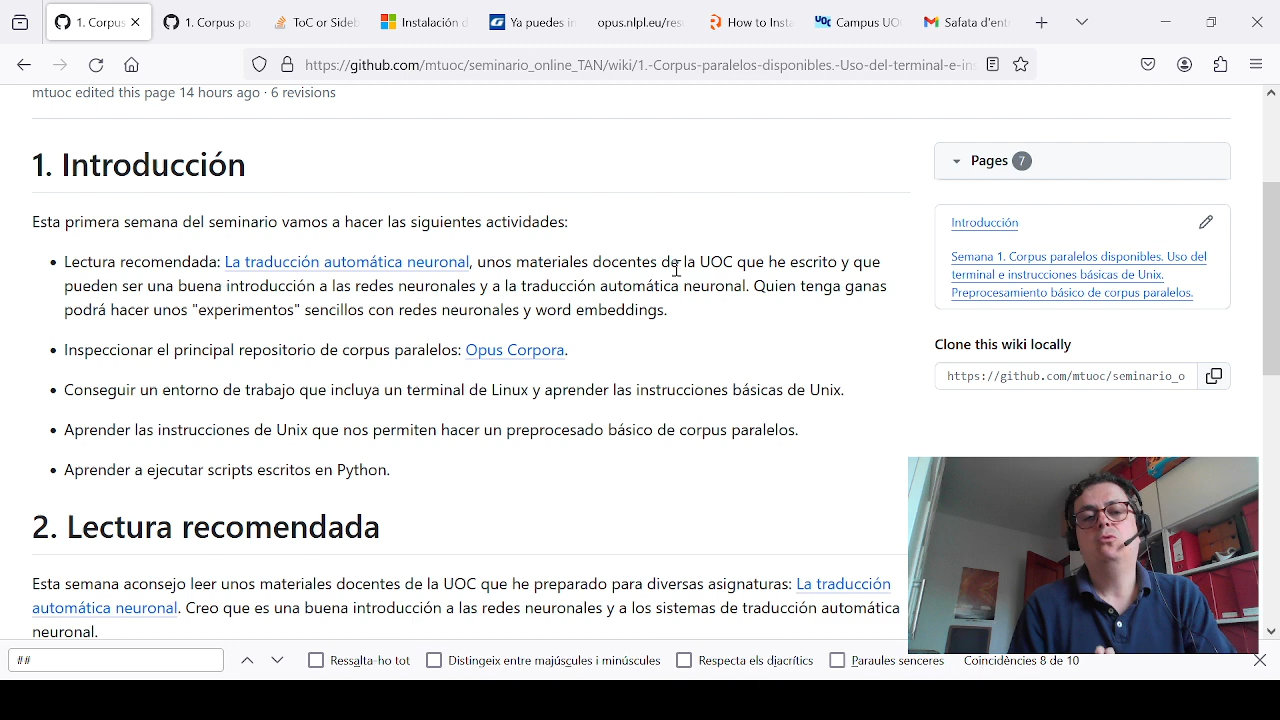 1. Corpus
1. Corpus pa
ToC or Sideb
Instalación d
Ya puedes in
opus.nlpl.eu/res
How to Insta
Campus UO
Safata d'ent
https://github.com/mtuoc/seminario_online_TAN/wiki/1.-Corpus-paralelos-disponibles.-Uso-del-terminal-e-ins
mtuoc edited this page 14 hours ago · 6 revisions
1. Introducción
Esta primera semana del seminario vamos a hacer las siguientes actividades:
• Lectura recomendada: La traducción automática neuronal, unos materiales docentes de la UOC que he escrito y que
pueden ser una buena introducción a las redes neuronales y a la traducción automática neuronal. Quien tenga ganas
podrá hacer unos "experimentos" sencillos con redes neuronales y word embeddings.
• Inspeccionar el principal repositorio de corpus paralelos: Opus Corpora.
• Conseguir un entorno de trabajo que incluya un terminal de Linux y aprender las instrucciones básicas de Unix.
• Aprender las instrucciones de Unix que nos permiten hacer un preprocesado básico de corpus paralelos.
• Aprender a ejecutar scripts escritos en Python.
2. Lectura recomendada
Esta semana aconsejo leer unos materiales docentes de la UOC que he preparado para diversas asignaturas: La traducción
automática neuronal. Creo que es una buena introducción a las redes neuronales y a los sistemas de traducción automática
neuronal.
Pages 7
Introducción
Semana 1. Corpus paralelos disponibles. Uso del
terminal e instrucciones básicas de Unix.
Preprocesamiento básico de corpus paralelos.
Clone this wiki locally
https://github.com/mtuoc/seminario_o
##
Ressalta-ho tot
Distingeix entre majúscules i minúscules
Respecta els diacrítics
Paraules senceres
Coincidències 8 de 10